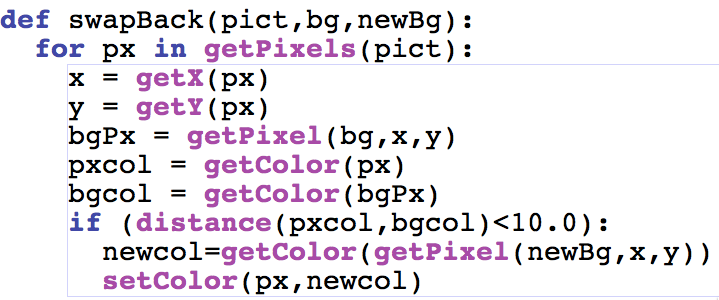 def swapBack(pict,bg,newBg):
  for px in getPixels(pict):
    x = getX(px)
    y = getY(px)
    bgPx = getPixel(bg,x,y)
    pxcol = getColor(px)
    bgcol = getColor(bgPx)
    if (distance(pxcol,bgcol)<10.0):
      newcol=getColor(getPixel(newBg,x,y))
      setColor(px,newcol)